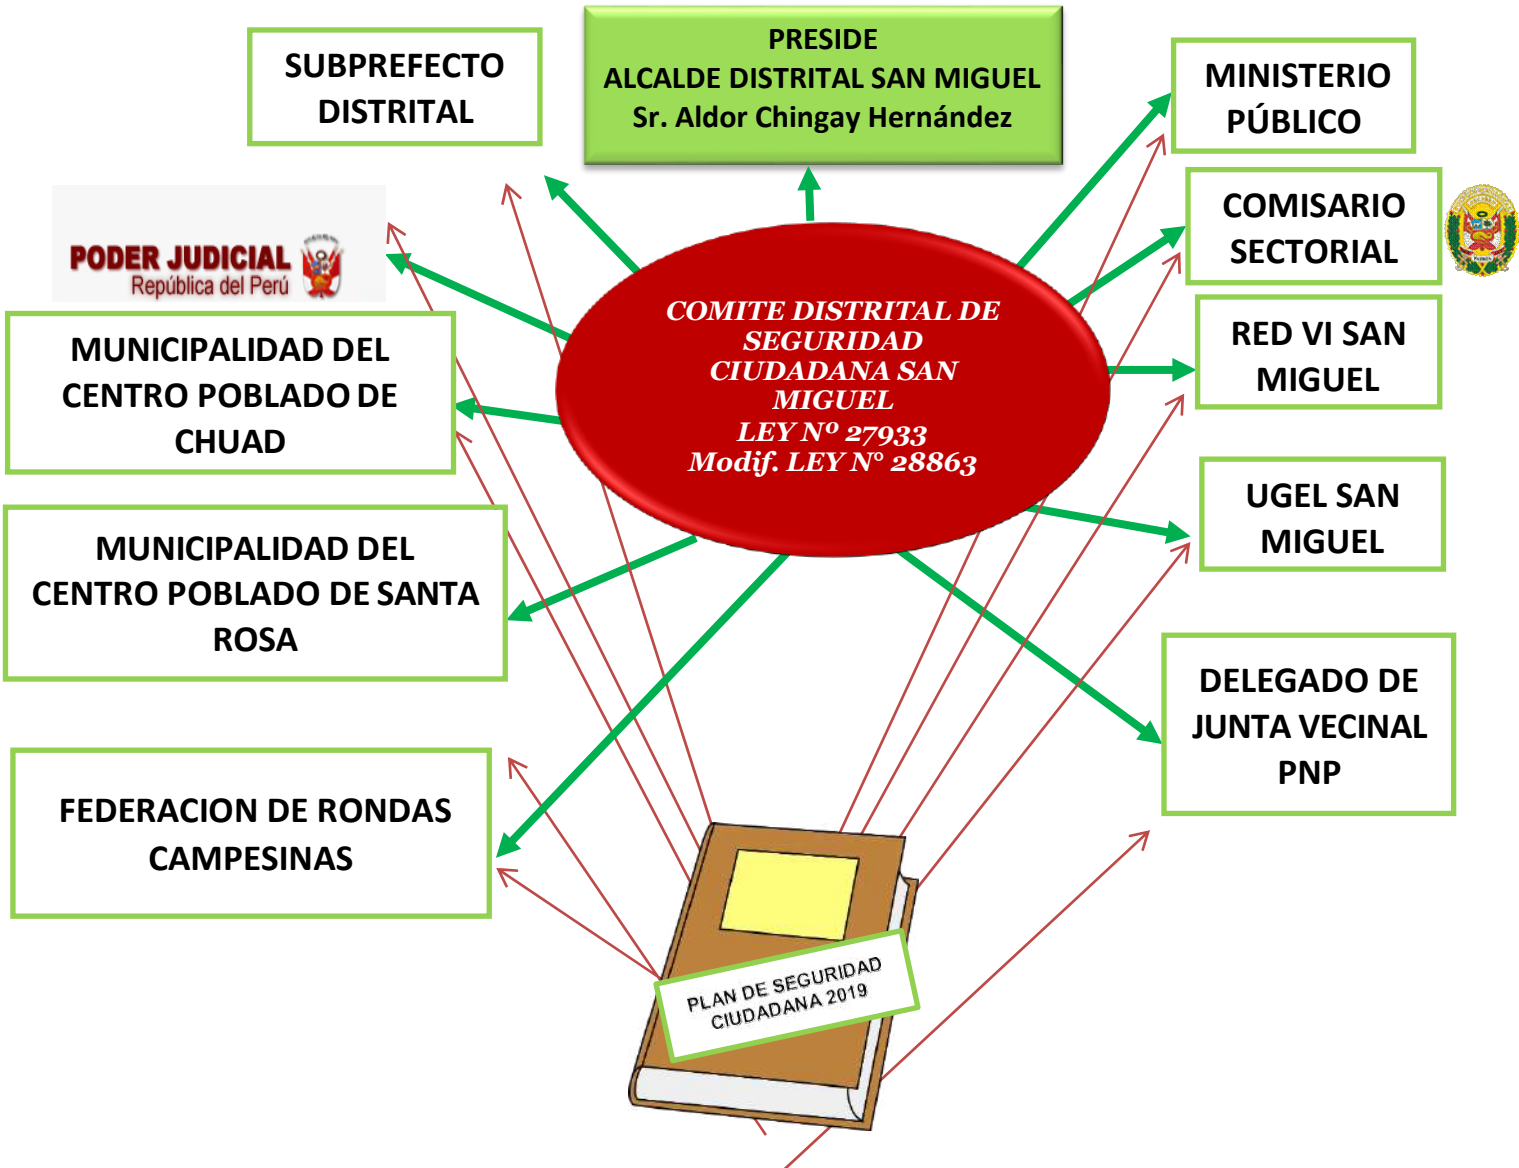 PRESIDE
ALCALDE DISTRITAL SAN MIGUEL
Sr. Aldor Chingay Hernández
SUBPREFECTO
DISTRITAL
MINISTERIO
PÚBLICO
PODER JUDICIAL
República del Perú
COMISARIO
SECTORIAL
COMITE DISTRITAL DE
SEGURIDAD
CIUDADANA SAN
MIGUEL
LEY Nº 27933
Modif. LEY N° 28863
MUNICIPALIDAD DEL
CENTRO POBLADO DE
CHUAD
RED VI SAN
MIGUEL
MUNICIPALIDAD DEL
CENTRO POBLADO DE SANTA
ROSA
UGEL SAN
MIGUEL
FEDERACION DE RONDAS
CAMPESINAS
DELEGADO DE
JUNTA VECINAL
PNP
PLAN DE SEGURIDAD
CIUDADANA 2019